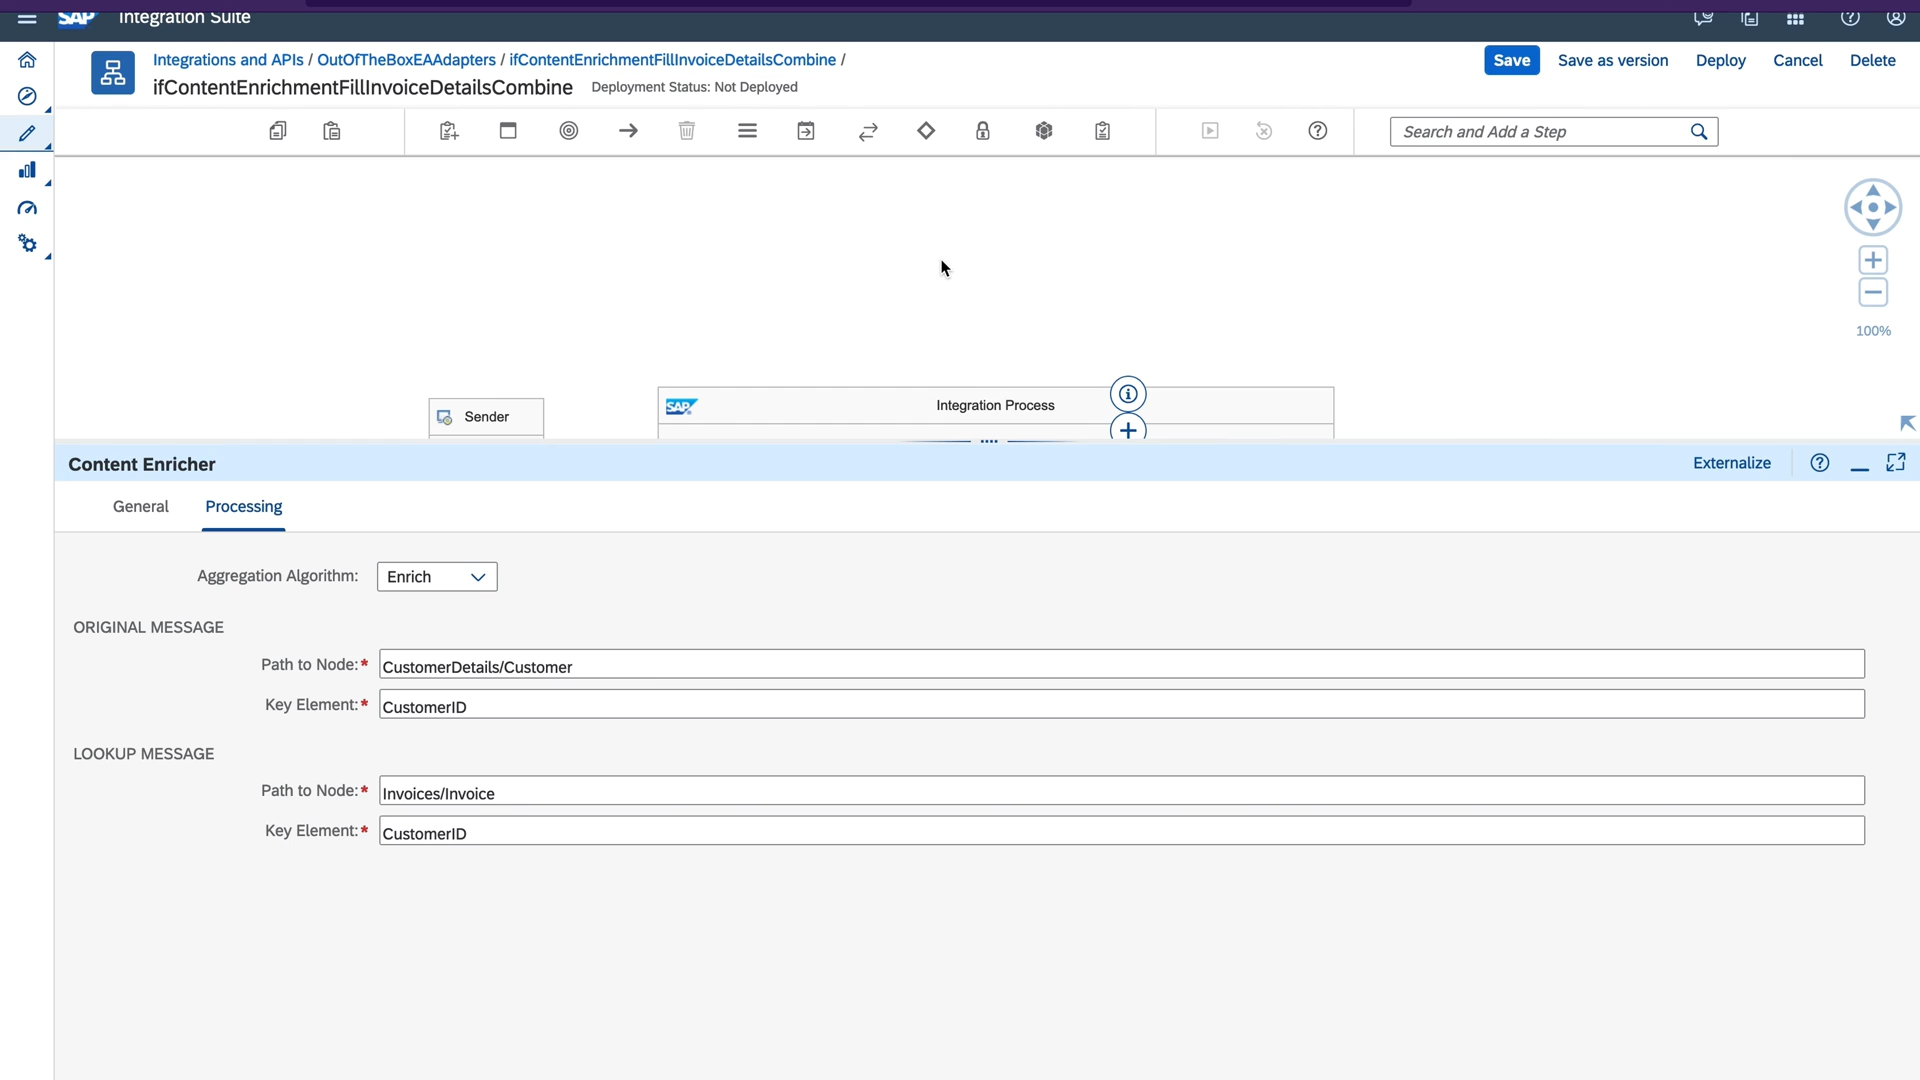 SAP Integration Suite
Integrations and APIs / OutOfTheBoxEAAdapters / ifContentEnrichmentFillInvoiceDetailsCombine /
ifContentEnrichmentFillInvoiceDetailsCombine Deployment Status: Not Deployed
Save Save as version Deploy Cancel Delete
Search and Add a Step
100%
Sender
SAP Integration Process
Content Enricher
Externalize
General Processing
Aggregation Algorithm: Enrich
ORIGINAL MESSAGE
Path to Node:* CustomerDetails/Customer
Key Element:* CustomerID
LOOKUP MESSAGE
Path to Node:* Invoices/Invoice
Key Element:* CustomerID